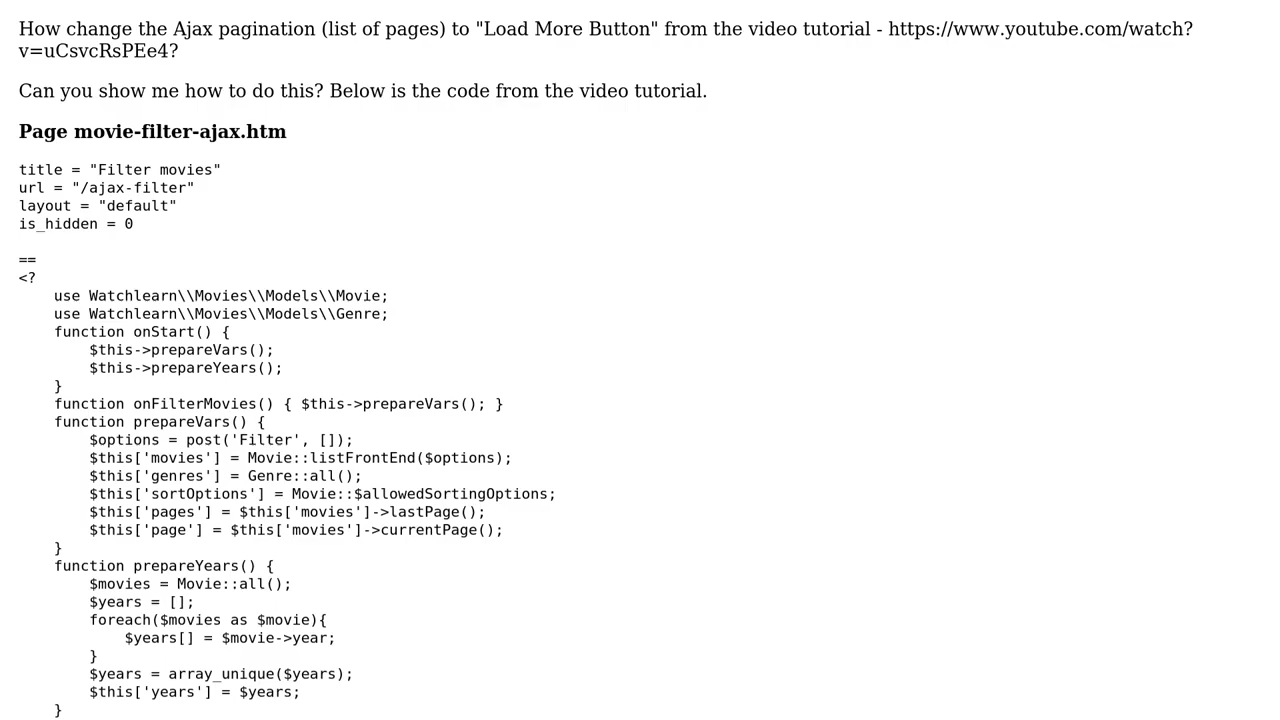 How change the Ajax pagination (list of pages) to "Load More Button" from the video tutorial - https://www.youtube.com/watch?
v=uCsvcRsPEe4?
Can you show me how to do this? Below is the code from the video tutorial.
Page movie-filter-ajax.htm
title = "Filter movies"
url = "/ajax-filter"
layout = "default"
is_hidden = 0
==
<?
    use Watchlearn\\Movies\\Models\\Movie;
    use Watchlearn\\Movies\\Models\\Genre;
    function onStart() {
        $this->prepareVars();
        $this->prepareYears();
    }
    function onFilterMovies() { $this->prepareVars(); }
    function prepareVars() {
        $options = post('Filter', []);
        $this['movies'] = Movie::listFrontEnd($options);
        $this['genres'] = Genre::all();
        $this['sortOptions'] = Movie::$allowedSortingOptions;
        $this['pages'] = $this['movies']->lastPage();
        $this['page'] = $this['movies']->currentPage();
    }
    function prepareYears() {
        $movies = Movie::all();
        $years = [];
        foreach($movies as $movie){
            $years[] = $movie->year;
        }
        $years = array_unique($years);
        $this['years'] = $years;
    }